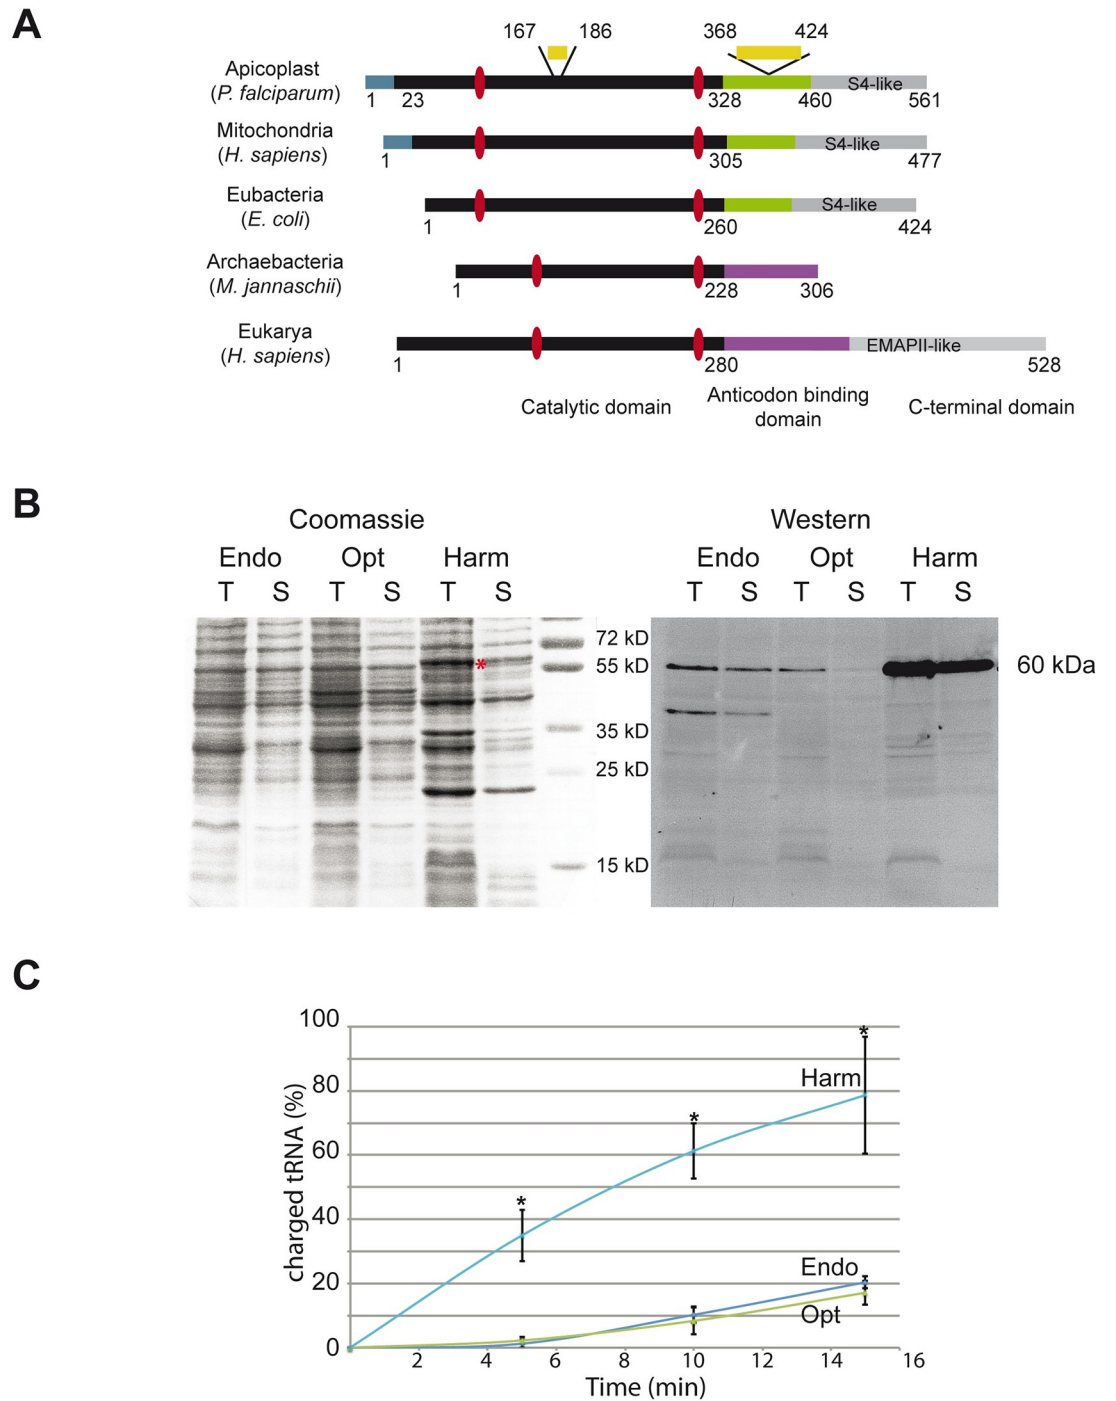 A
167 186 368 424
Apicoplast
(P. falciparum)
S4-like
1 23 328 460 561
Mitochondria
(H. sapiens)
S4-like
1 305 477
Eubacteria
(E. coli)
S4-like
1 260 424
Archaebacteria
(M. jannaschii)
1 228 306
Eukarya
(H. sapiens)
EMAPII-like
1 280 528
Catalytic domain
Anticodon binding
domain
C-terminal domain
B
Coomassie Western
Endo Opt Harm Endo Opt Harm
T S T S T S T S T S T S
72 kD
*
55 kD
60 kDa
35 kD
25 kD
15 kD
C
charged tRNA (%)
100
*
80
Harm
*
60
*
40
Endo
20
Opt
0
2 4 6 8 10 12 14 16
Time (min)